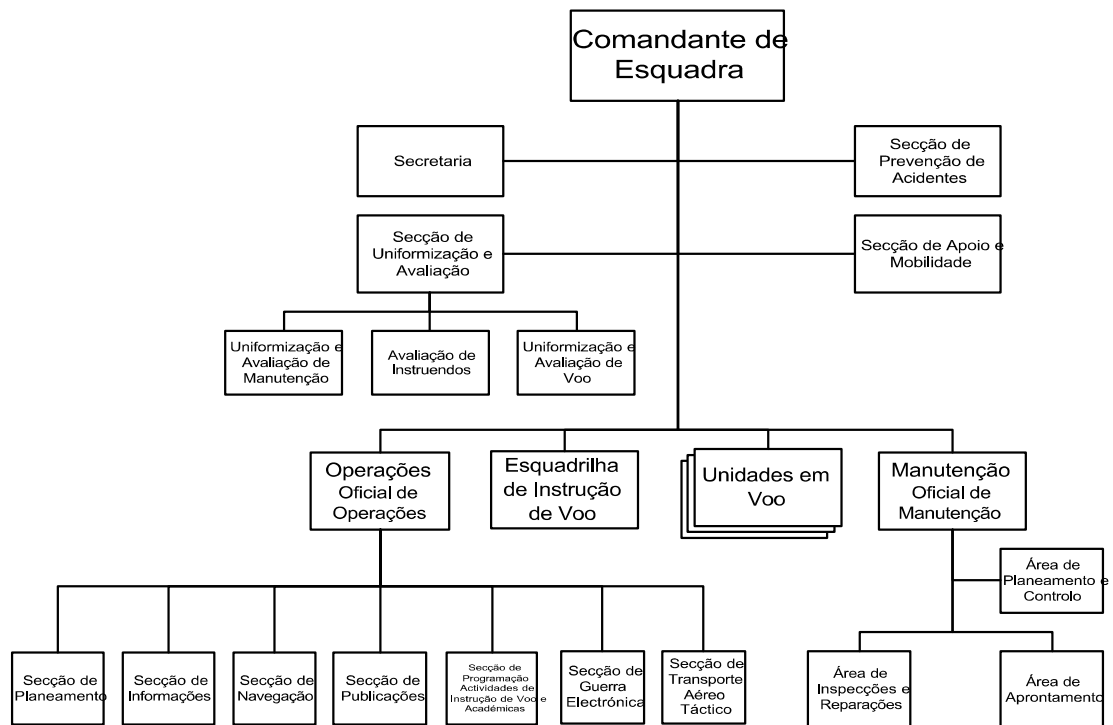 Comandante de
Esquadra
Secretaria
Secção de
Prevenção de
Acidentes
Secção de
Uniformização e
Avaliação
Secção de Apoio e
Mobilidade
Uniformização e
Avaliação de
Manutenção
Avaliação de
Instruendos
Uniformização e
Avaliação de
Voo
Operações
Oficial de
Operações
Esquadrilha
de Instrução
de Voo
Unidades em
Voo
Manutenção
Oficial de
Manutenção
Área de
Planeamento e
Controlo
Secção de
Planeamento
Secção de
Informações
Secção de
Navegação
Secção de
Publicações
Secção de
Programação
Actividades de
Instrução de Voo e
Académicas
Secção de
Guerra
Electrónica
Secção de
Transporte
Aéreo
Táctico
Área de
Inspecções e
Reparações
Área de
Aprontamento